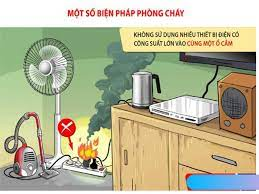 MỘT SỐ BIỆN PHÁP PHÒNG CHÁY
KHÔNG SỬ DỤNG NHIỀU THIẾT BỊ ĐIỆN CÓ
CÔNG SUẤT LỚN VÀO CÙNG MỘT Ổ CẮM